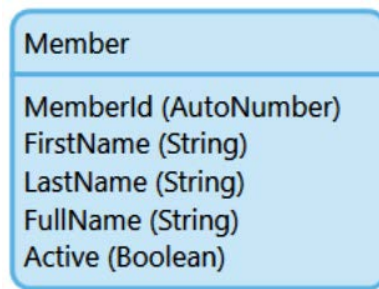 Member
MemberId (AutoNumber)
FirstName (String)
LastName (String)
FullName (String)
Active (Boolean)